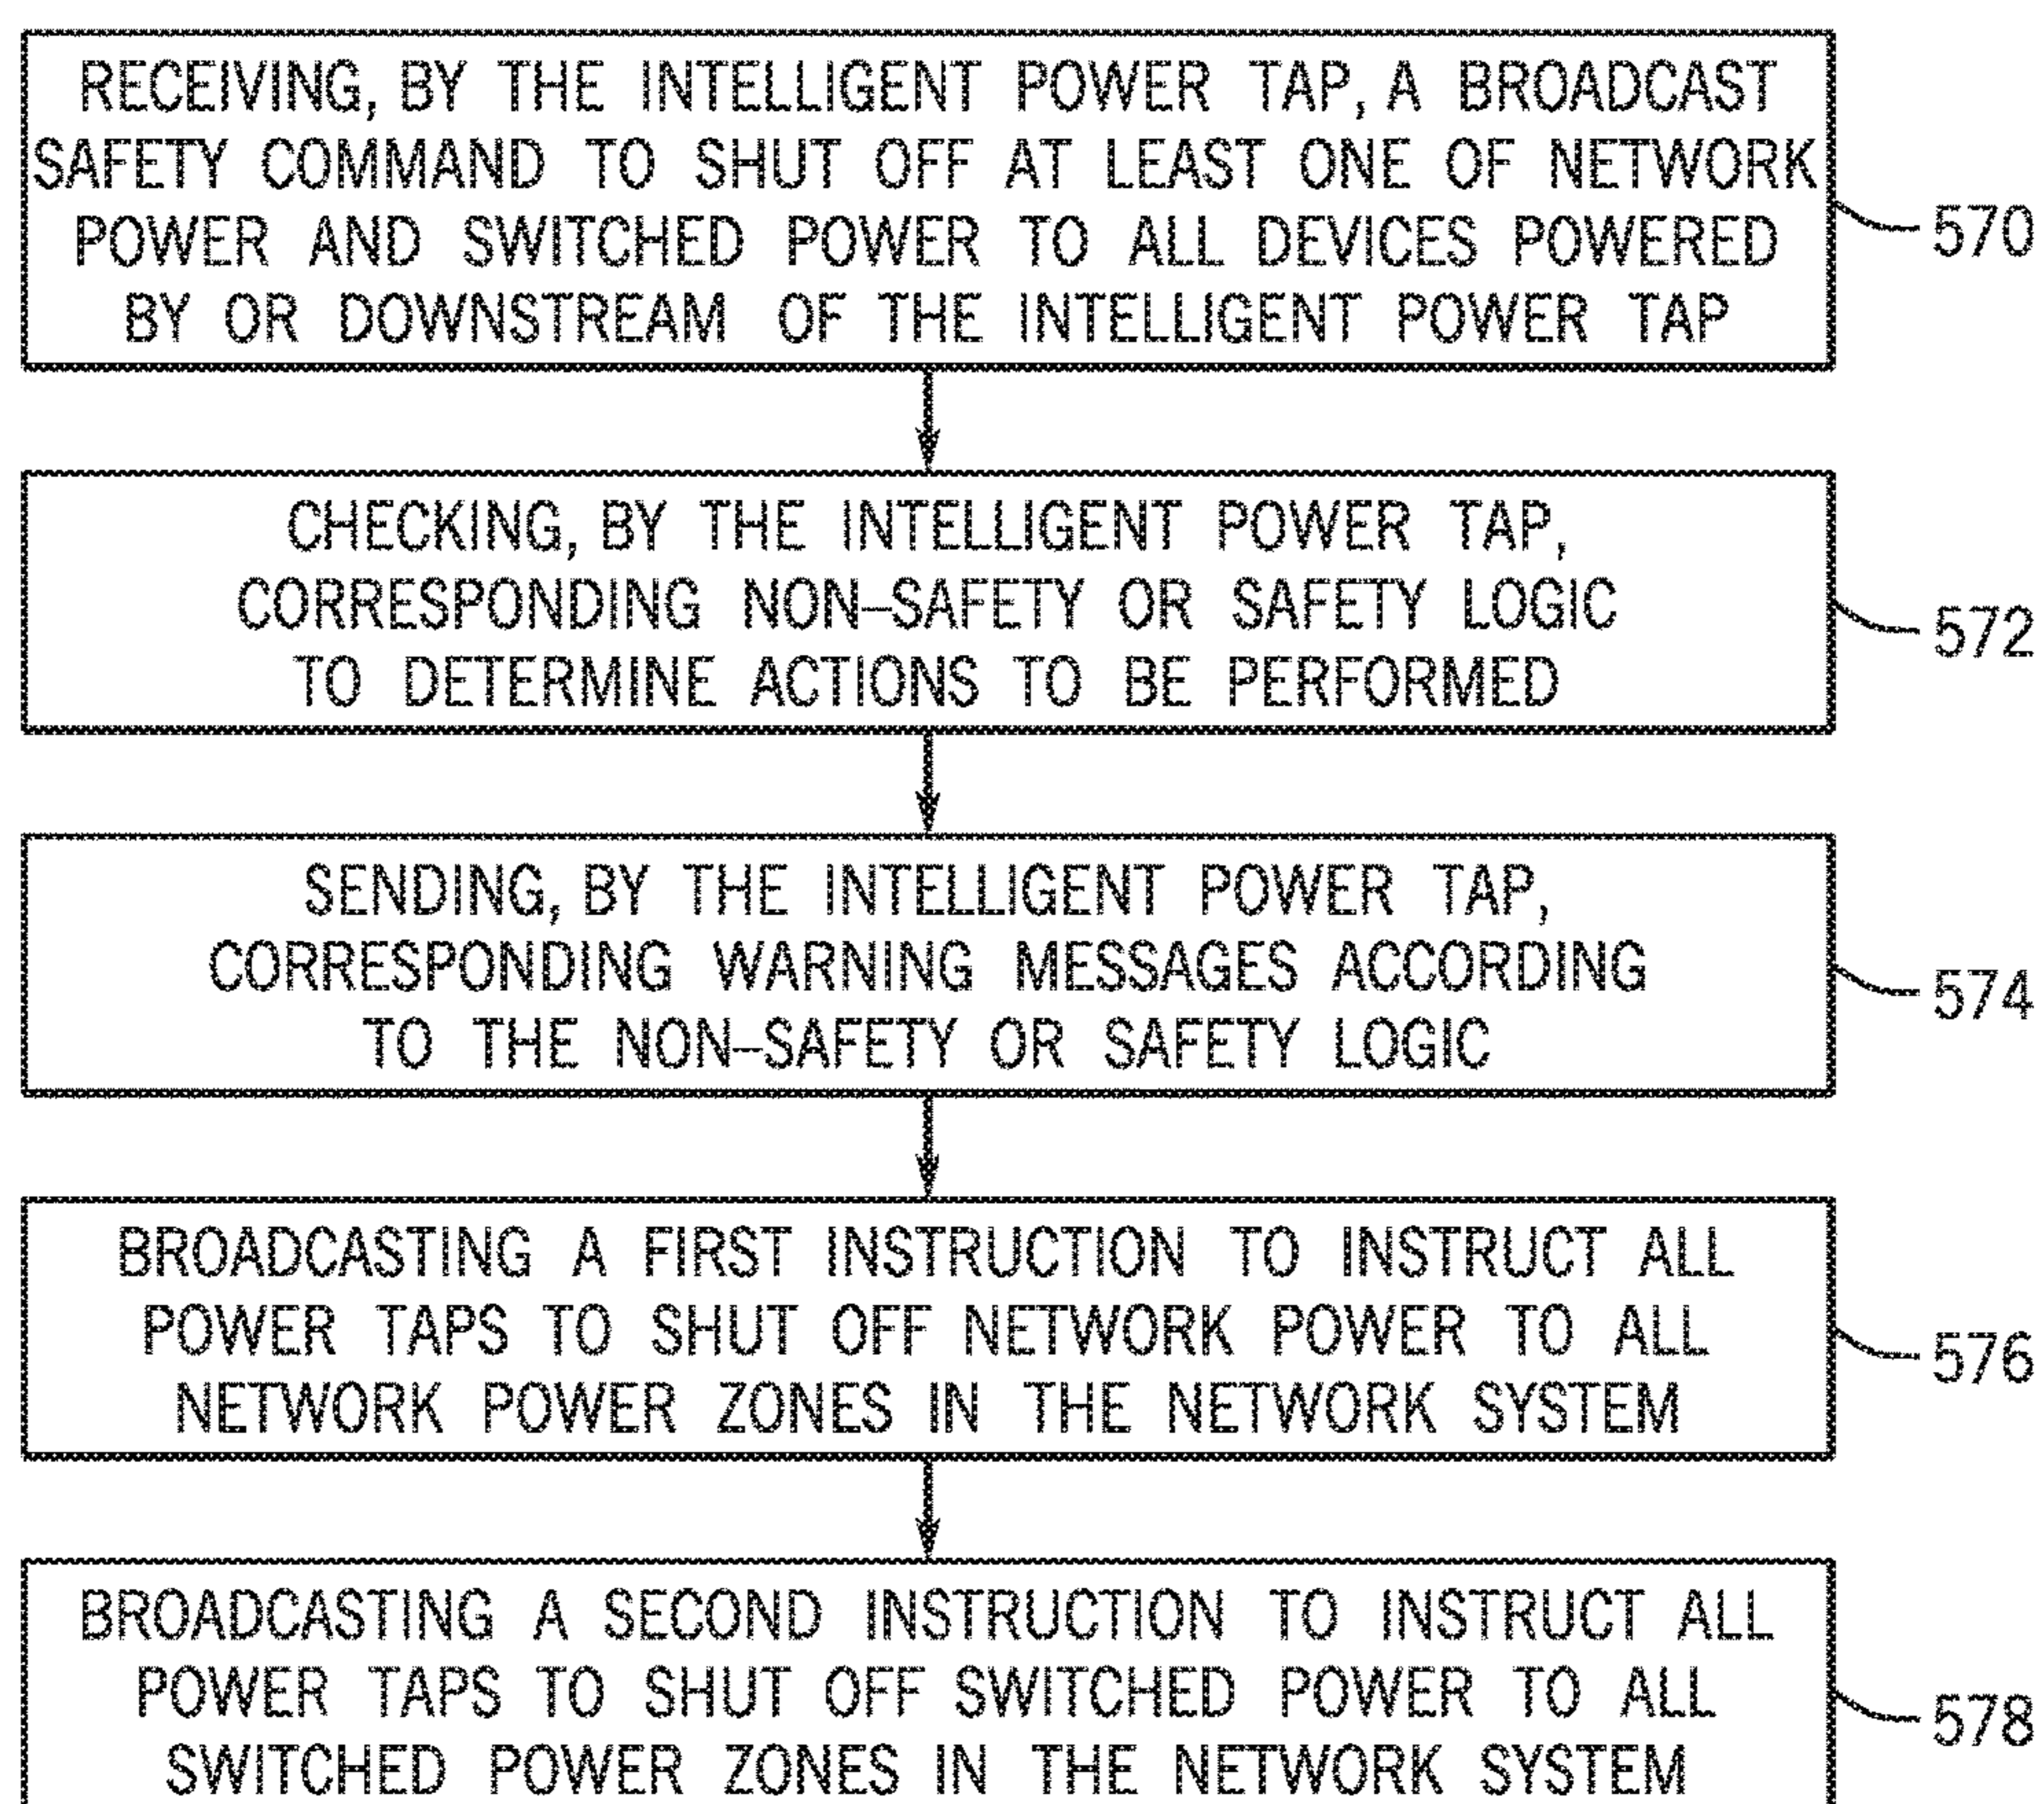 RECEIVING, BY THE INTELLIGENT POWER TAP, A BROADCAST
SAFETY COMMAND TO SHUT OFF AT LEAST ONE OF NETWORK
POWER AND SWITCHED POWER TO ALL DEVICES POWERED
BY OR DOWNSTREAM OF THE INTELLIGENT POWER TAP
570
CHECKING, BY THE INTELLIGENT POWER TAP,
CORRESPONDING NON–SAFETY OR SAFETY LOGIC
TO DETERMINE ACTIONS TO BE PERFORMED
572
SENDING, BY THE INTELLIGENT POWER TAP,
CORRESPONDING WARNING MESSAGES ACCORDING
TO THE NON–SAFETY OR SAFETY LOGIC
574
BROADCASTING A FIRST INSTRUCTION TO INSTRUCT ALL
POWER TAPS TO SHUT OFF NETWORK POWER TO ALL
NETWORK POWER ZONES IN THE NETWORK SYSTEM
576
BROADCASTING A SECOND INSTRUCTION TO INSTRUCT ALL
POWER TAPS TO SHUT OFF SWITCHED POWER TO ALL
SWITCHED POWER ZONES IN THE NETWORK SYSTEM
578